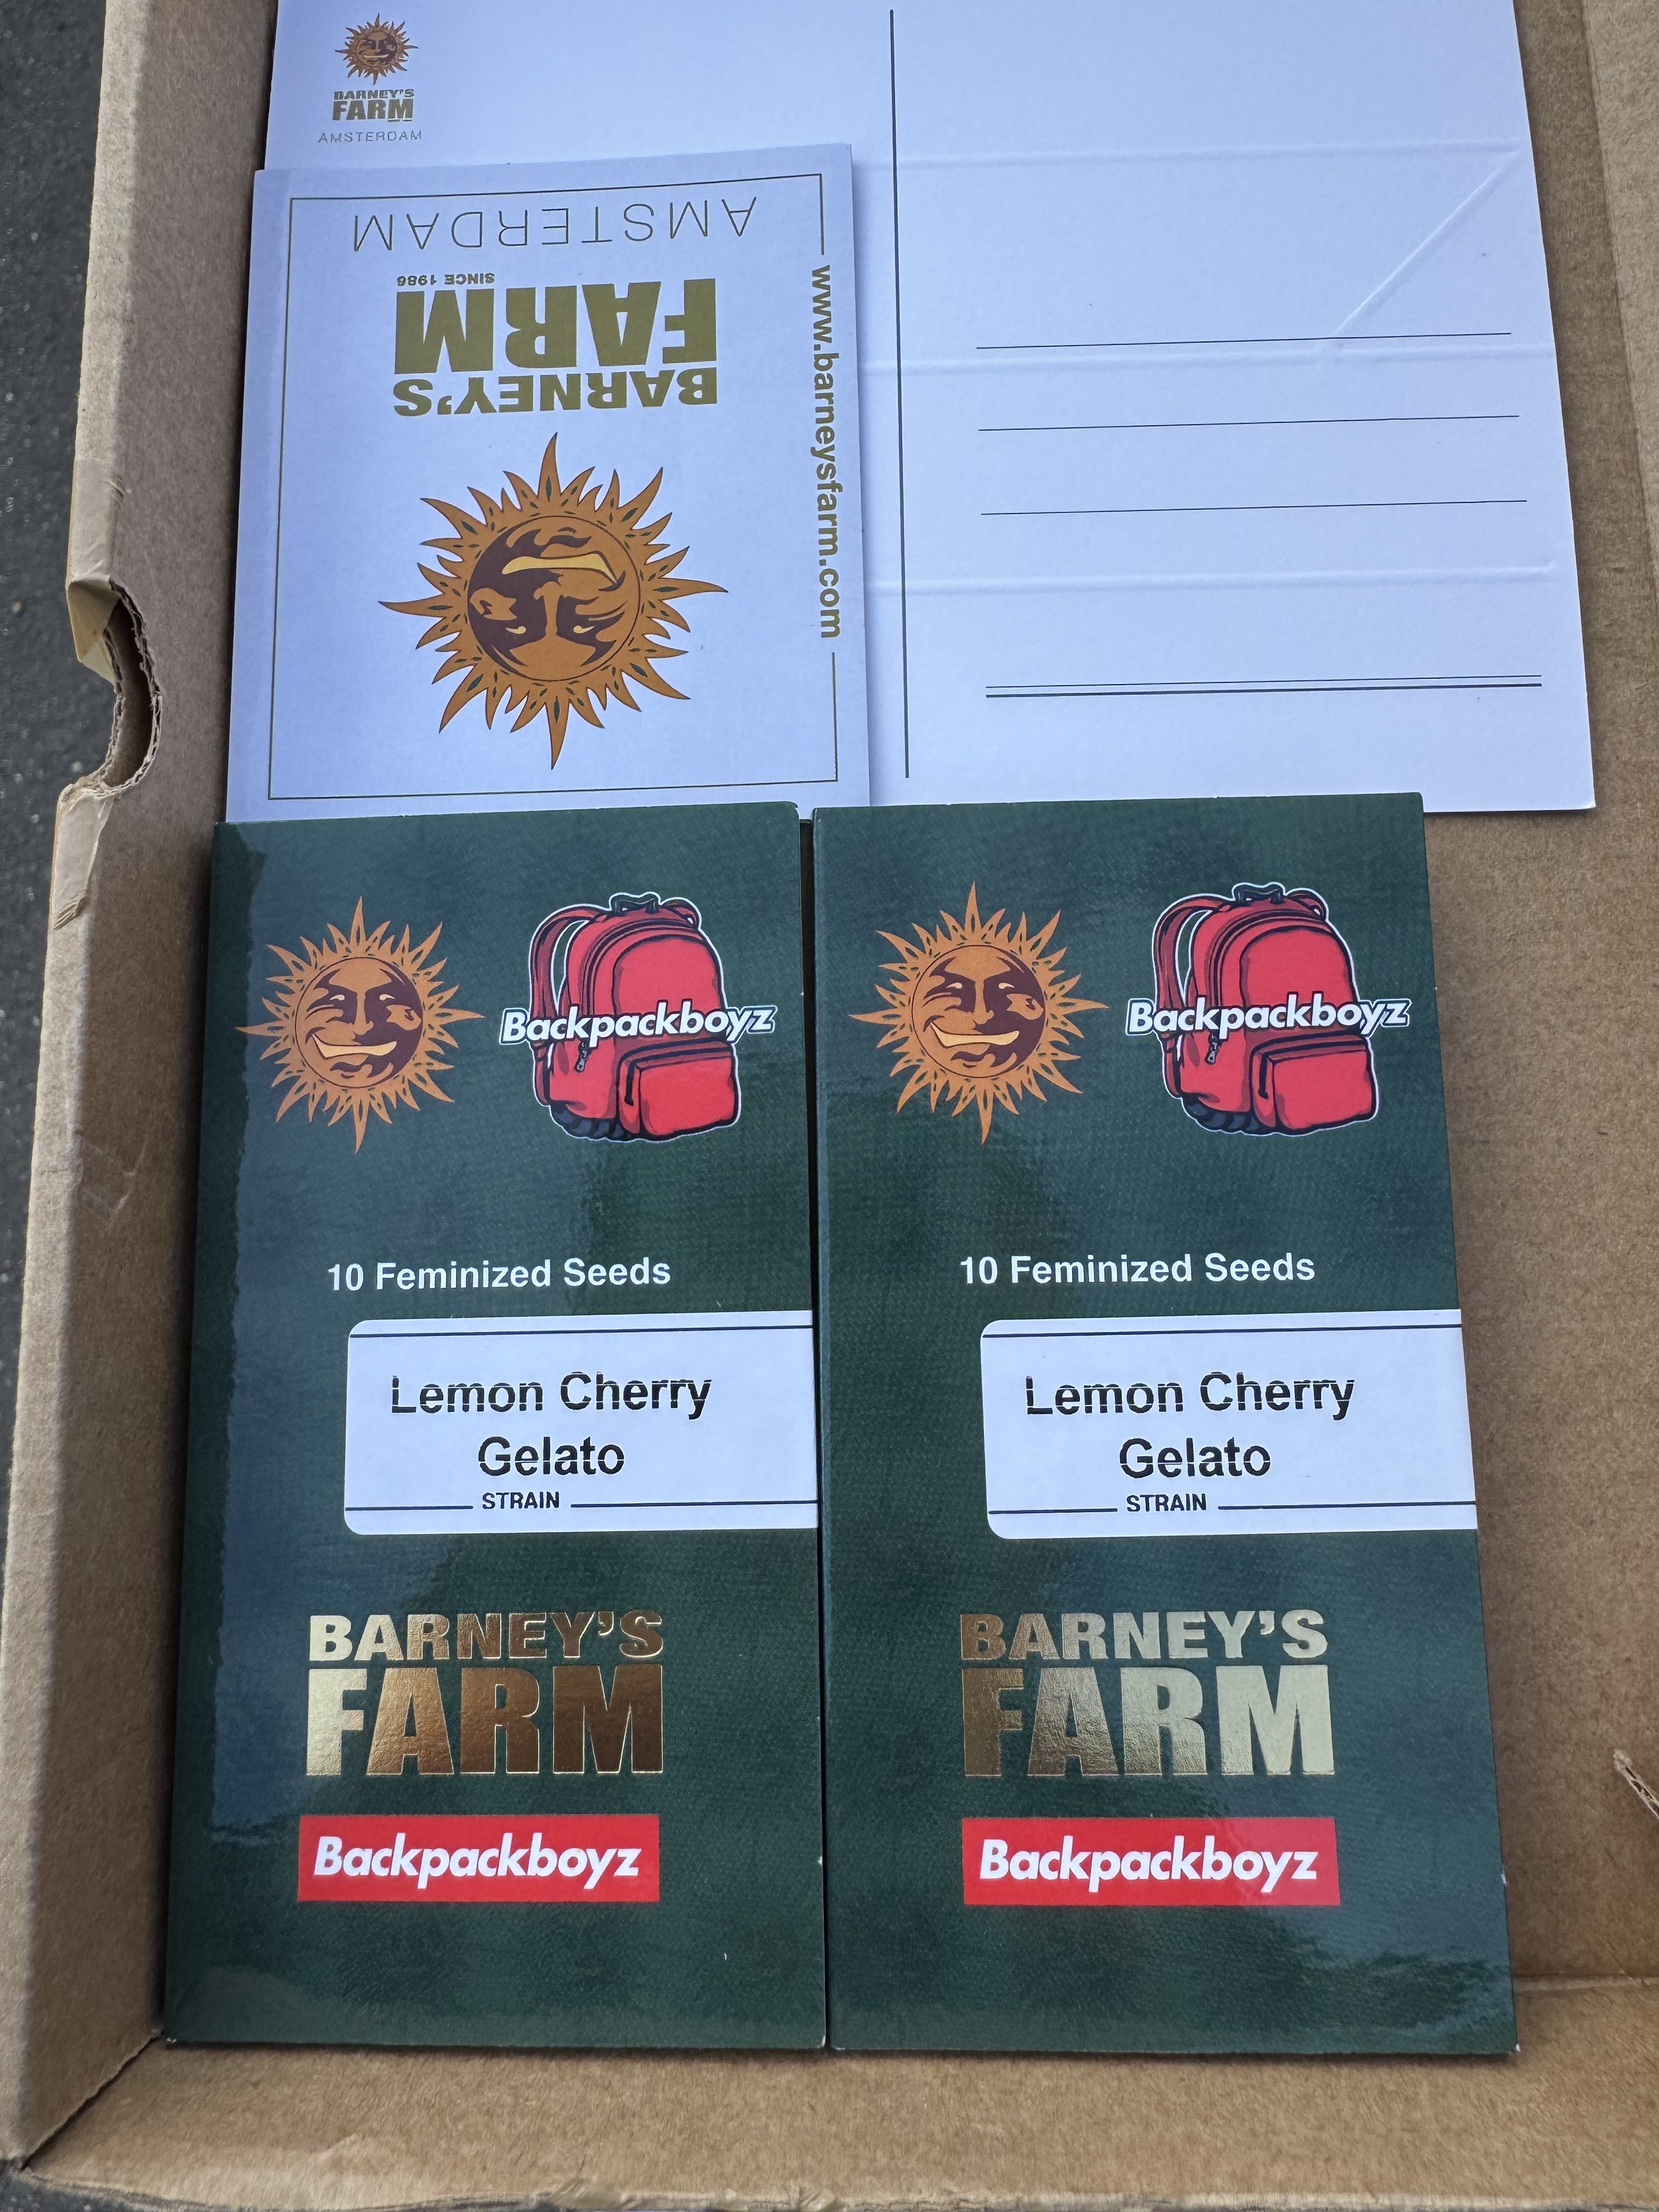 BARNEY'S
FARM
AMSTERDAM
AMSTERDAM
SINCE 1986
FARM
BARNEY'S
www.barneysfarm.com
Backpackboyz
10 Feminized Seeds
Lemon Cherry
Gelato
STRAIN
BARNEY'S
FARM
Backpackboyz
Backpackboyz
10 Feminized Seeds
Lemon Cherry
Gelato
STRAIN
BARNEY'S
FARM
Backpackboyz